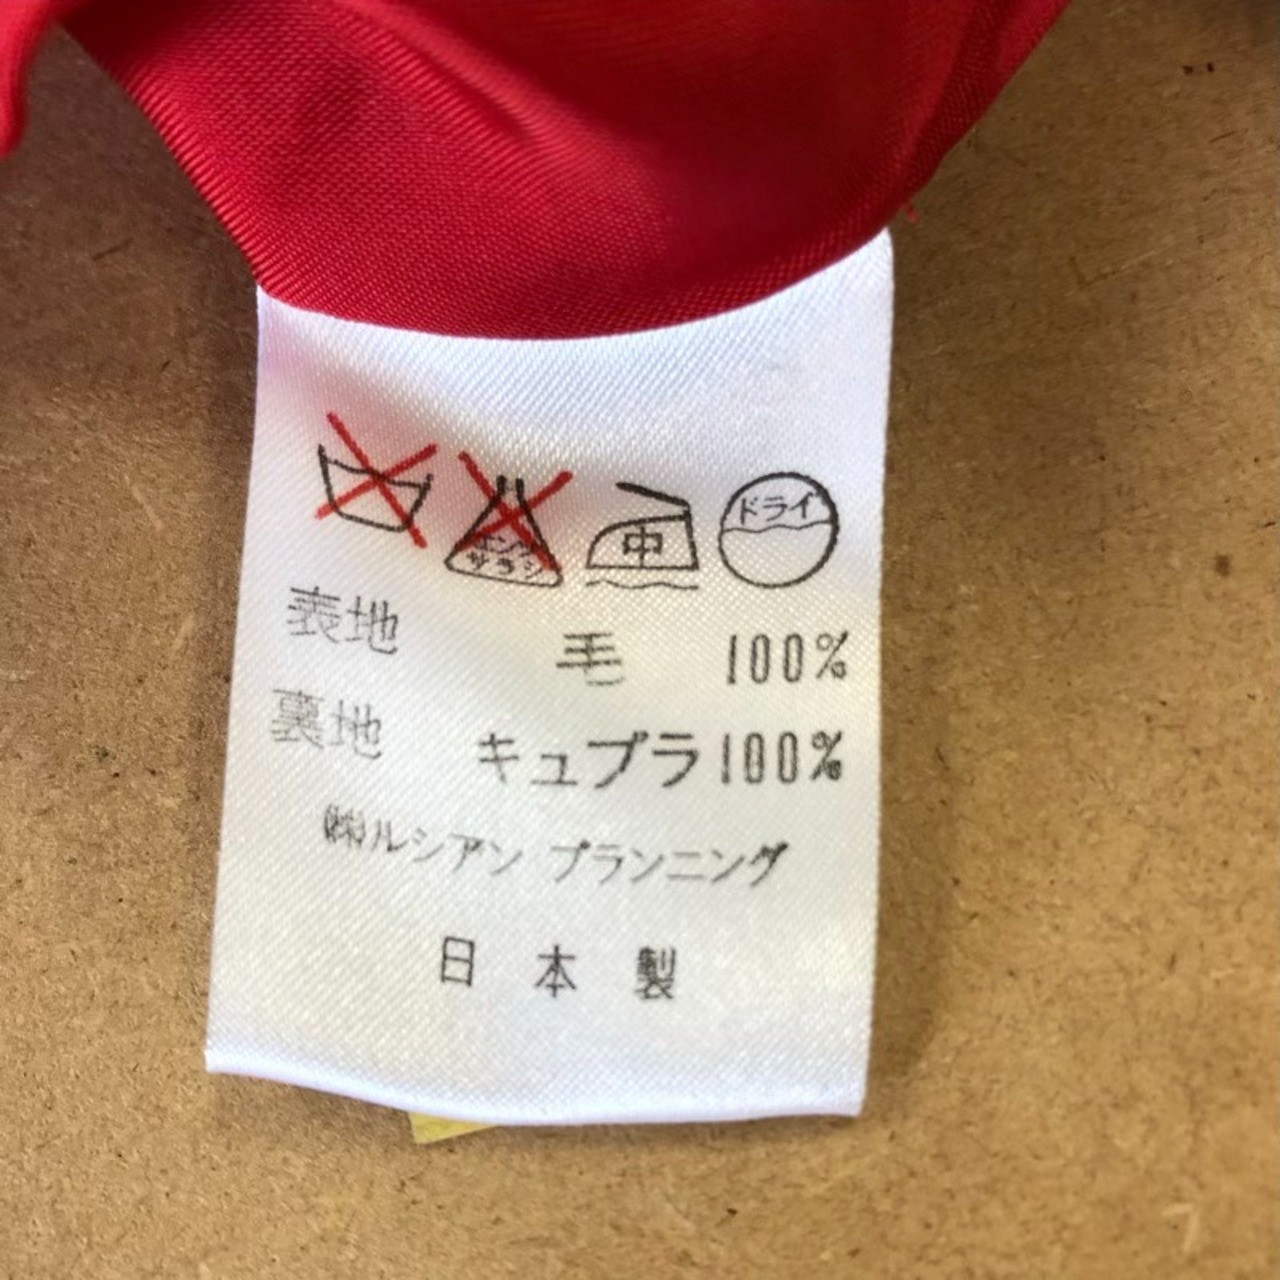 エンソ サラシ 中 ドライ
表地 毛 100%
裏地 キュプラ 100%
㈱ルシアン プランニング
日本製